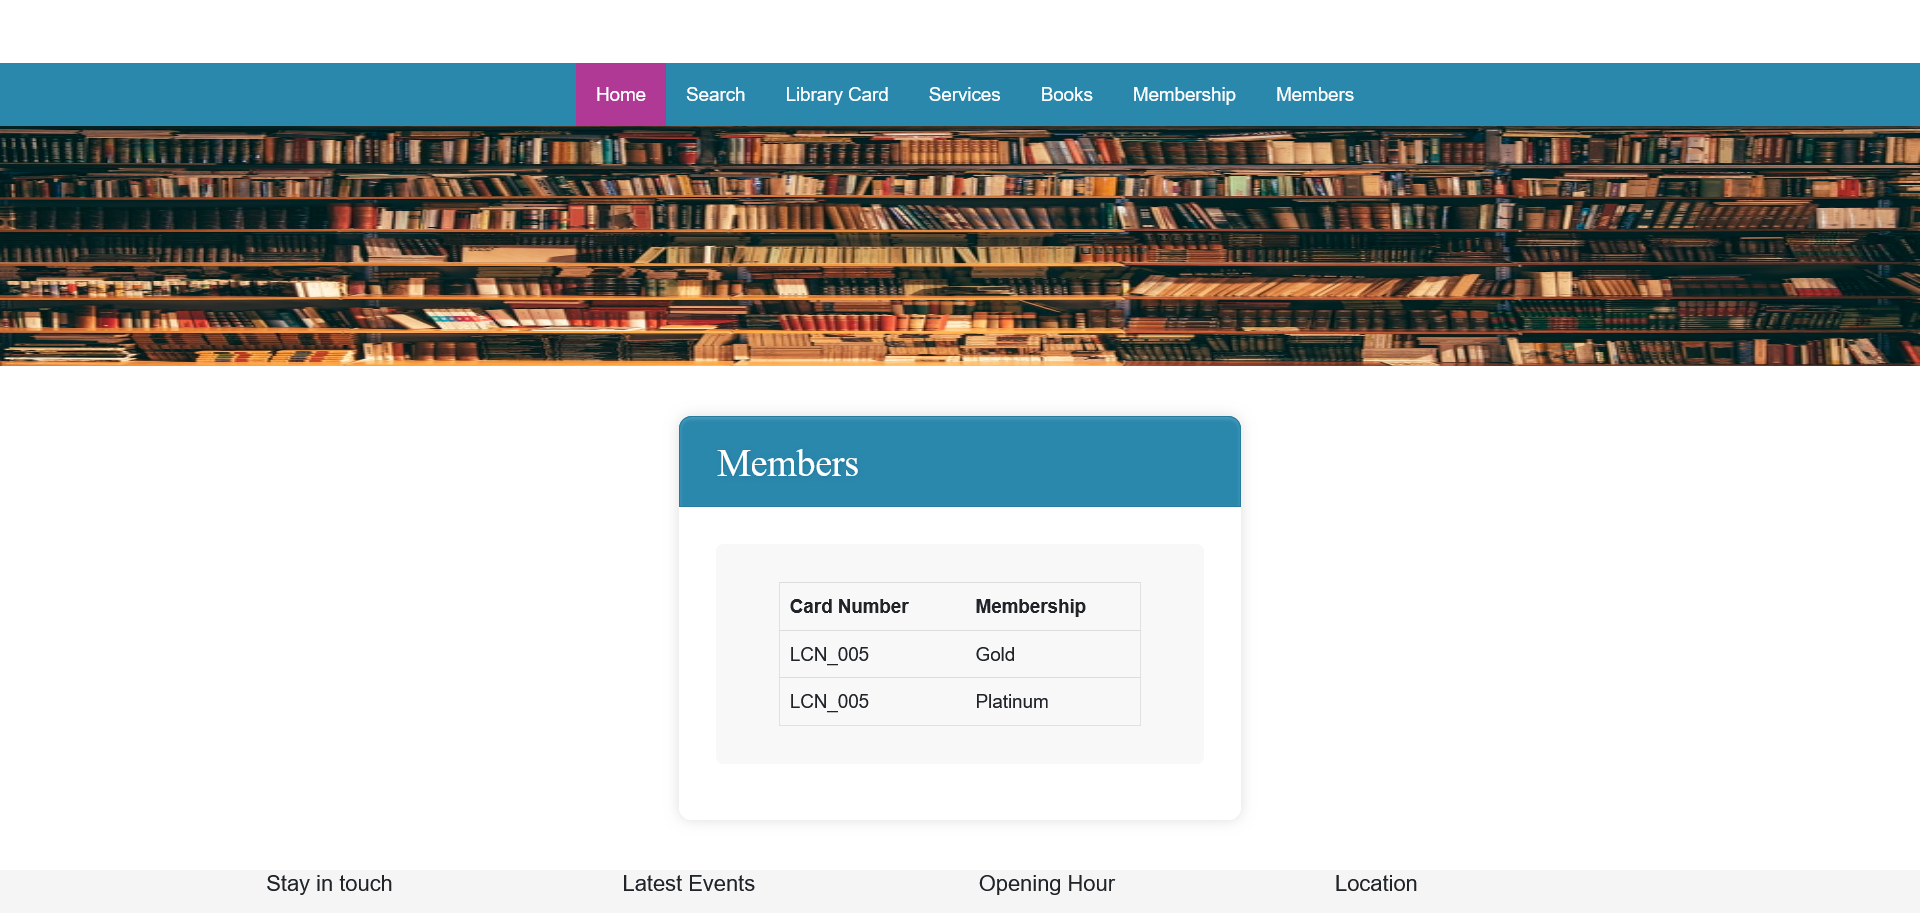 Home Search Library Card Services Books Membership Members
Members
Card Number Membership
LCN_005 Gold
LCN_005 Platinum
Stay in touch Latest Events Opening Hour Location